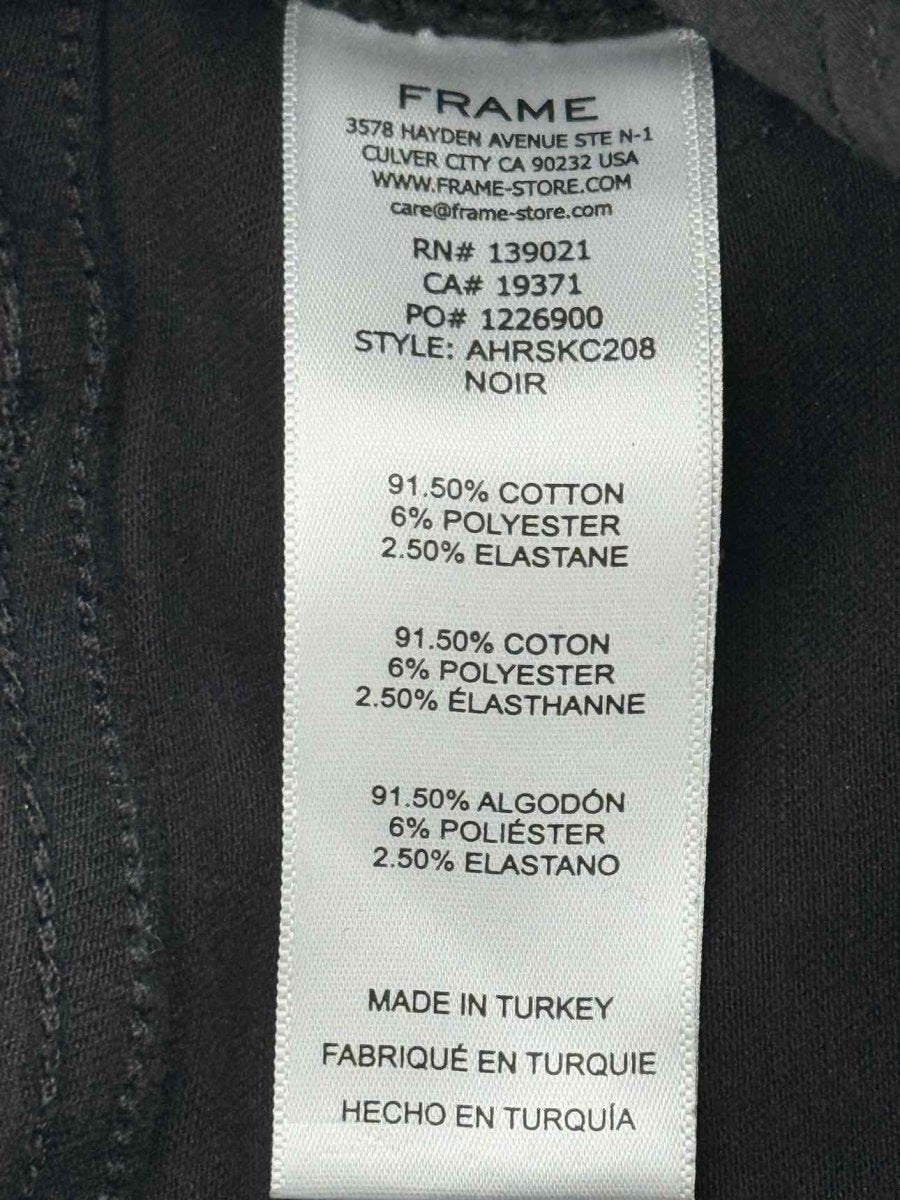 FRAME
3578 HAYDEN AVENUE STE N-1
CULVER CITY CA 90232 USA
WWW.FRAME-STORE.COM
care@frame-store.com
RN# 139021
CA# 19371
PO# 1226900
STYLE: AHRSKC208
NOIR
91.50% COTTON
6% POLYESTER
2.50% ELASTANE
91.50% COTON
6% POLYESTER
2.50% ÉLASTHANNE
91.50% ALGODÓN
6% POLIÉSTER
2.50% ELASTANO
MADE IN TURKEY
FABRIQUÉ EN TURQUIE
HECHO EN TURQUÍA